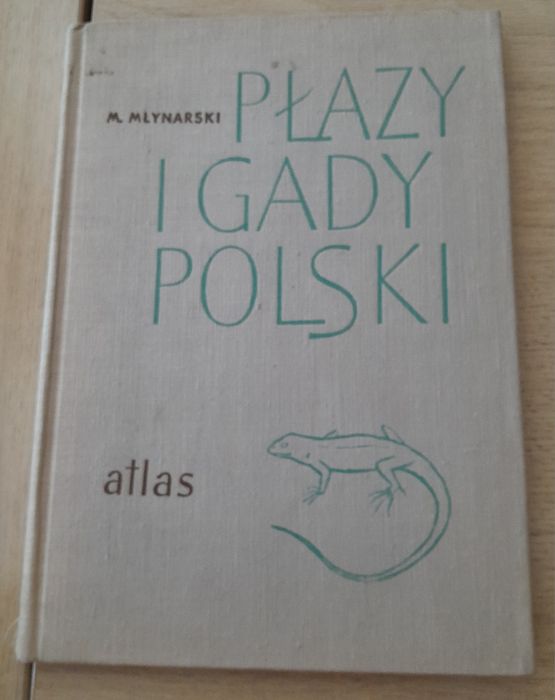 M. MŁYNARSKI PŁAZY
I GADY
POLSKI
atlas